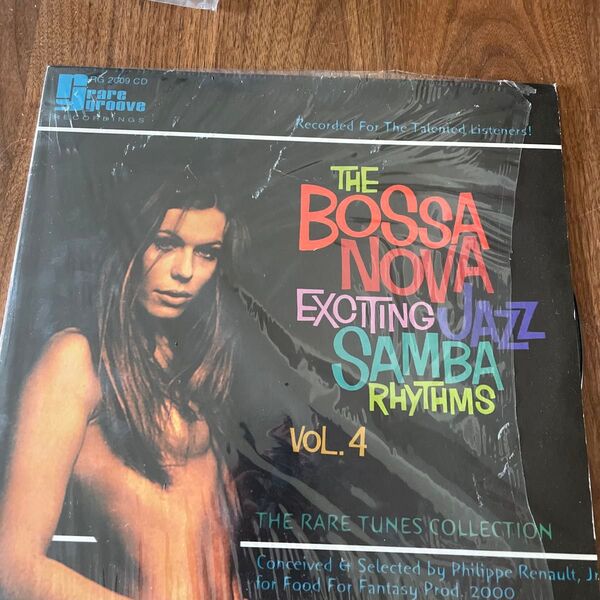 RG 2009 CD
rare
groove
RECORDINGS
Recorded For The Talented Listeners!
THE
BOSSA
NOVA
EXCITING JAZZ
SAMBA
RHYTHMS
VOL. 4
THE RARE TUNES COLLECTION
Conceived & Selected by Philippe Renault, Jr.
for Food For Fantasy Prod. 2000